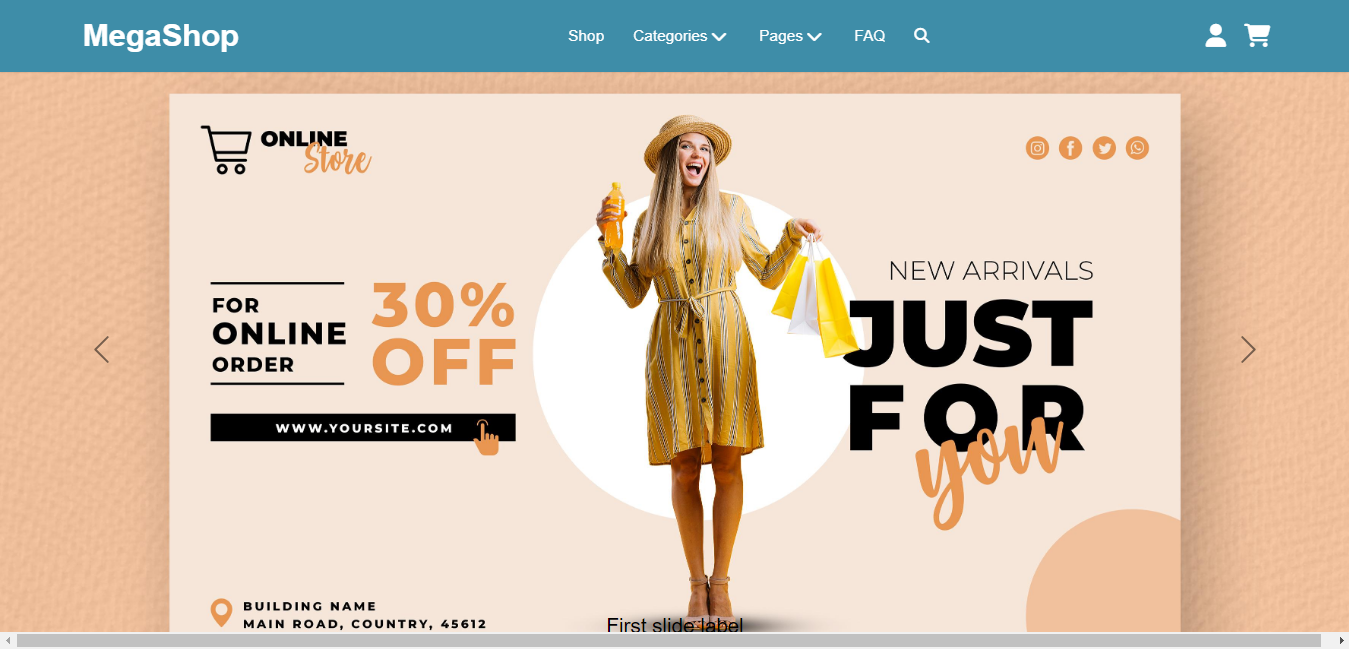 MegaShop
Shop
Categories
Pages
FAQ
ONLINE
Store
FOR
ONLINE
ORDER
30%
OFF
WWW.YOURSITE.COM
NEW ARRIVALS
JUST
FOR
you
BUILDING NAME
MAIN ROAD, COUNTRY, 45612
First slide label